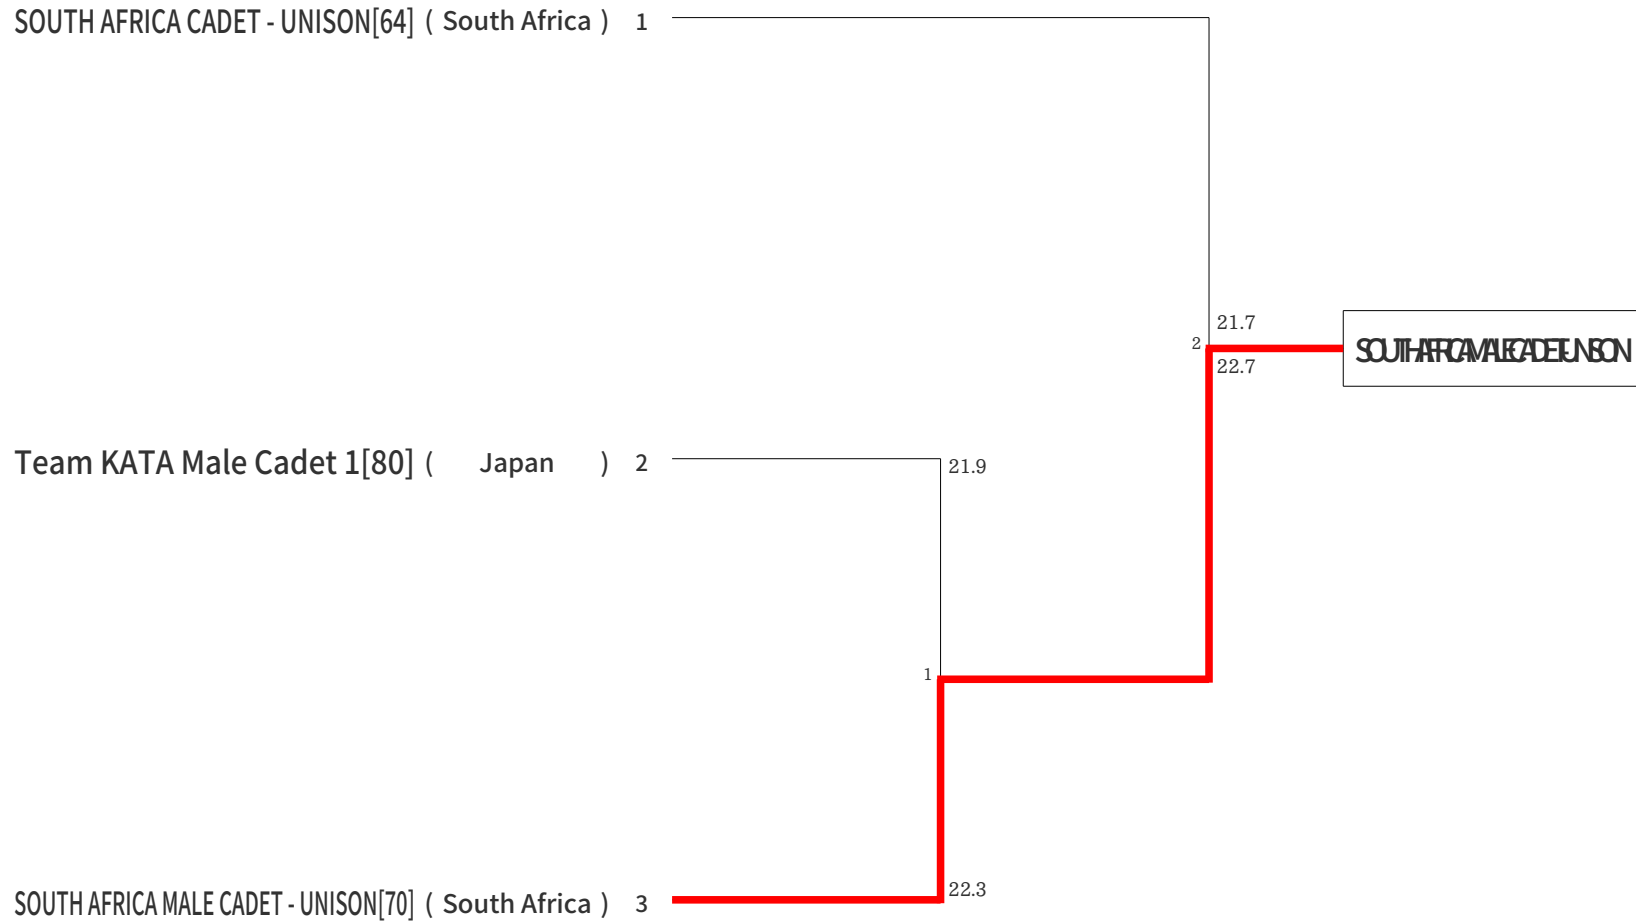 SOUTH AFRICA CADET - UNISON[64] ( South Africa ) 1
21.7
2
22.7
SOUTH AFRICA MALE CADET - UNISON
Team KATA Male Cadet 1[80] ( Japan ) 2
21.9
1
22.3
SOUTH AFRICA MALE CADET - UNISON[70] ( South Africa ) 3